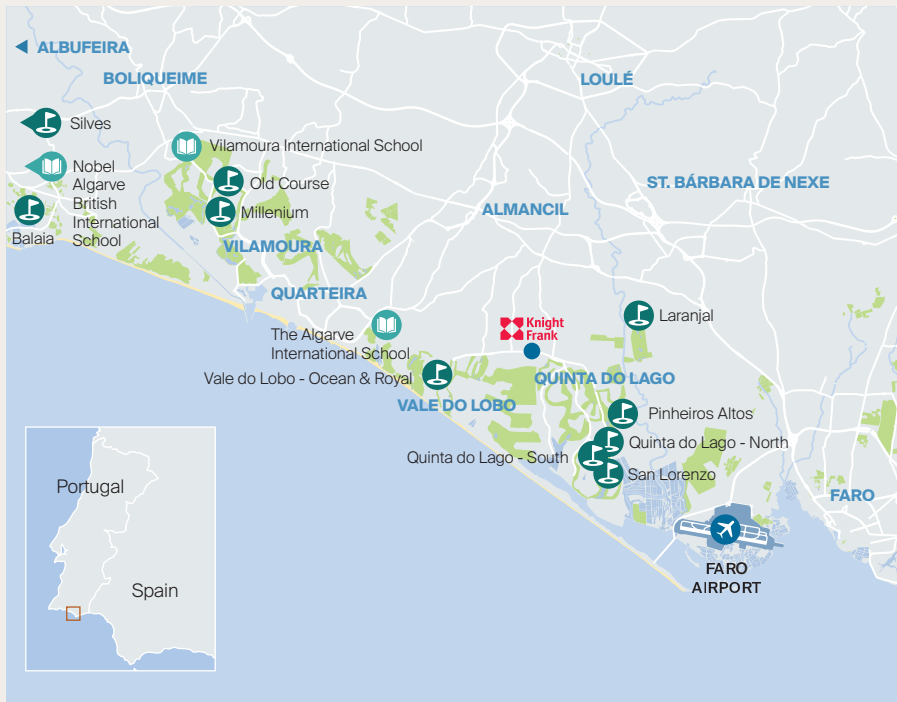 ALBUFEIRA
BOLIQUEIME
LOULÉ
Silves
Vilamoura International School
Nobel
Algarve
British
International
School
Old Course
ST. BÁRBARA DE NEXE
Millenium
ALMANCIL
Balaia
VILAMOURA
QUARTEIRA
Laranjal
Knight
Frank
The Algarve
International School
Vale do Lobo - Ocean & Royal
QUINTA DO LAGO
VALE DO LOBO
Pinheiros Altos
Quinta do Lago - North
Quinta do Lago - South
San Lorenzo
Portugal
FARO
FARO
AIRPORT
Spain